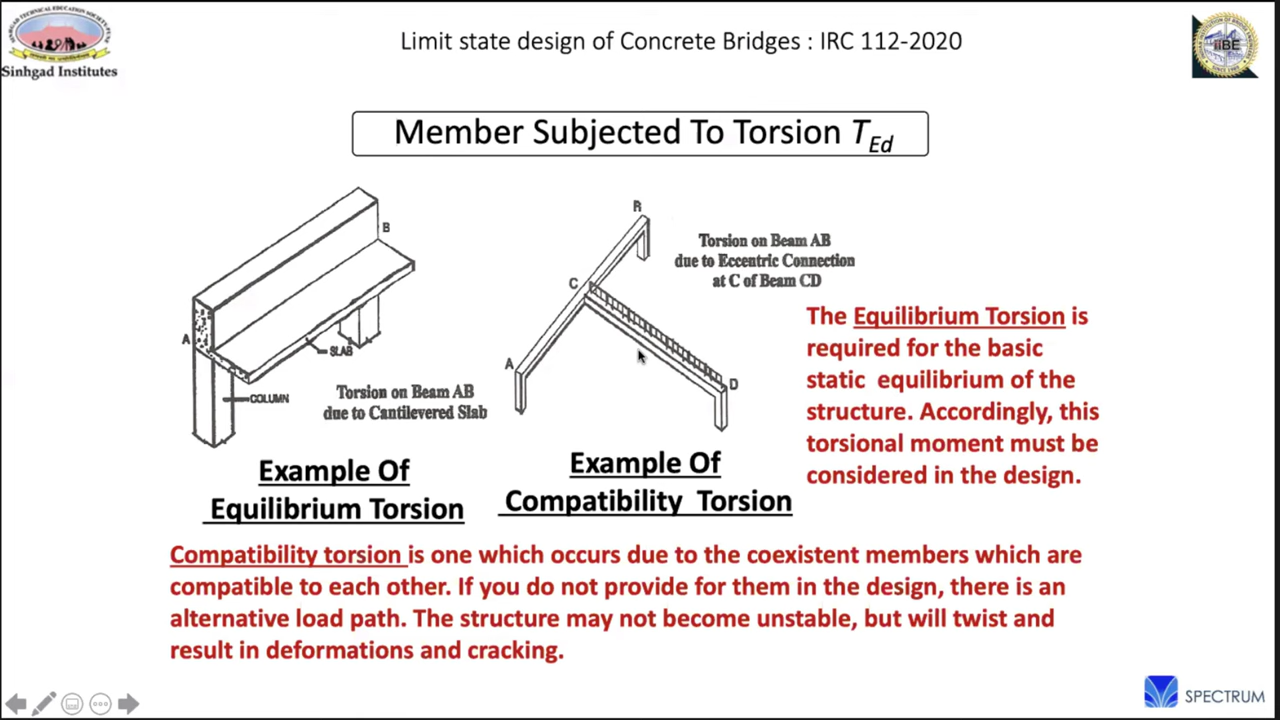 SINHGAD TECHNICAL EDUCATION SOCIETY, PUNE
Sinhgad Institutes
Limit state design of Concrete Bridges : IRC 112-2020
iiBE
Member Subjected To Torsion T_Ed
B
A
SLAB
COLUMN
Torsion on Beam AB
due to Cantilevered Slab
Example Of
Equilibrium Torsion
R
C
A
D
Torsion on Beam AB
due to Eccentric Connection
at C of Beam CD
Example Of
Compatibility Torsion
The Equilibrium Torsion is
required for the basic
static equilibrium of the
structure. Accordingly, this
torsional moment must be
considered in the design.
Compatibility torsion is one which occurs due to the coexistent members which are
compatible to each other. If you do not provide for them in the design, there is an
alternative load path. The structure may not become unstable, but will twist and
result in deformations and cracking.
SPECTRUM